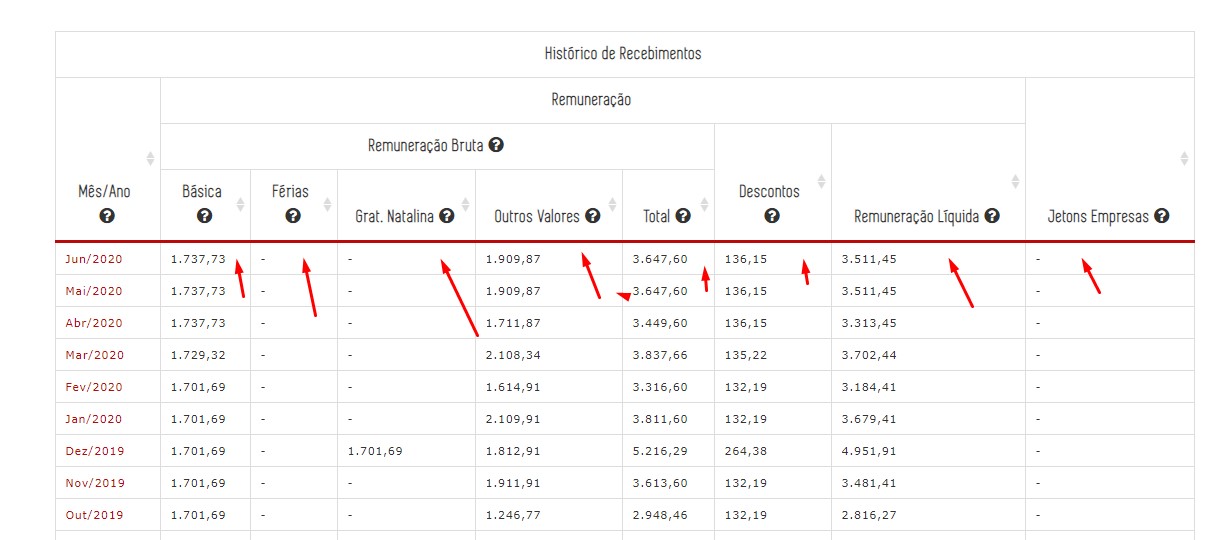 Histórico de Recebimentos
Remuneração
Remuneração Bruta ?
Mês/Ano ? Básica ? Férias ? Grat. Natalina ? Outros Valores ? Total ? Descontos ? Remuneração Líquida ? Jetons Empresas ?
Jun/2020 1.737,73 - - 1.909,87 3.647,60 136,15 3.511,45 -
Mai/2020 1.737,73 - - 1.909,87 3.647,60 136,15 3.511,45 -
Abr/2020 1.737,73 - - 1.711,87 3.449,60 136,15 3.313,45 -
Mar/2020 1.729,32 - - 2.108,34 3.837,66 135,22 3.702,44 -
Fev/2020 1.701,69 - - 1.614,91 3.316,60 132,19 3.184,41 -
Jan/2020 1.701,69 - - 2.109,91 3.811,60 132,19 3.679,41 -
Dez/2019 1.701,69 - 1.701,69 1.812,91 5.216,29 264,38 4.951,91 -
Nov/2019 1.701,69 - - 1.911,91 3.613,60 132,19 3.481,41 -
Out/2019 1.701,69 - - 1.246,77 2.948,46 132,19 2.816,27 -